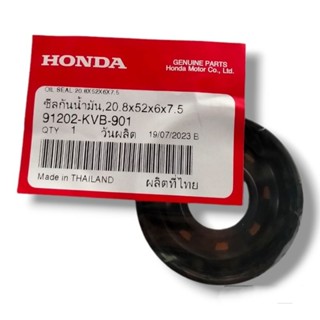 HONDA
GENUINE PARTS
Honda Motor Co., Ltd.
OIL SEAL 20.8X52X6X7.5
ซีลกันน้ำมัน,20.8x52x6x7.5
91202-KVB-901
QTY 1 วันผลิต 19/07/2023 B
Made in THAILAND ผลิตที่ไทย